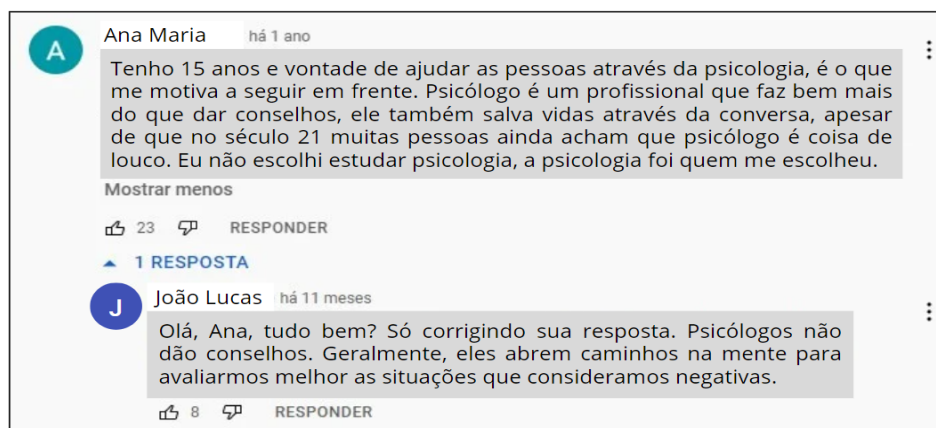 A
Ana Maria há 1 ano
Tenho 15 anos e vontade de ajudar as pessoas através da psicologia, é o que
me motiva a seguir em frente. Psicólogo é um profissional que faz bem mais
do que dar conselhos, ele também salva vidas através da conversa, apesar
de que no século 21 muitas pessoas ainda acham que psicólogo é coisa de
louco. Eu não escolhi estudar psicologia, a psicologia foi quem me escolheu.
Mostrar menos
23 RESPONDER
1 RESPOSTA
J
João Lucas há 11 meses
Olá, Ana, tudo bem? Só corrigindo sua resposta. Psicólogos não
dão conselhos. Geralmente, eles abrem caminhos na mente para
avaliarmos melhor as situações que consideramos negativas.
8 RESPONDER